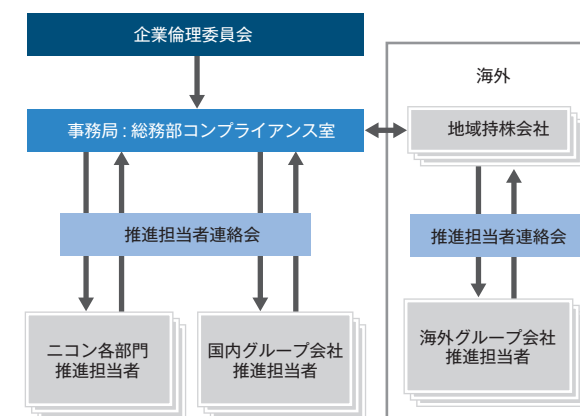 企業倫理委員会
海外
事務局:総務部コンプライアンス室
地域持株会社
推進担当者連絡会
推進担当者連絡会
ニコン各部門
推進担当者
国内グループ会社
推進担当者
海外グループ会社
推進担当者